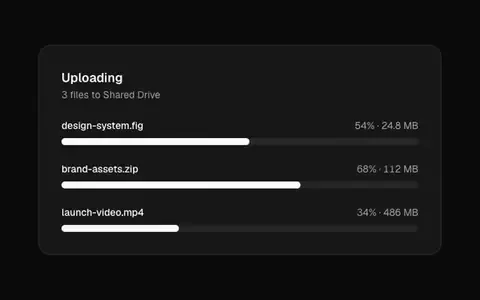 Uploading
3 files to Shared Drive
design-system.fig 54% · 24.8 MB
brand-assets.zip 68% · 112 MB
launch-video.mp4 34% · 486 MB